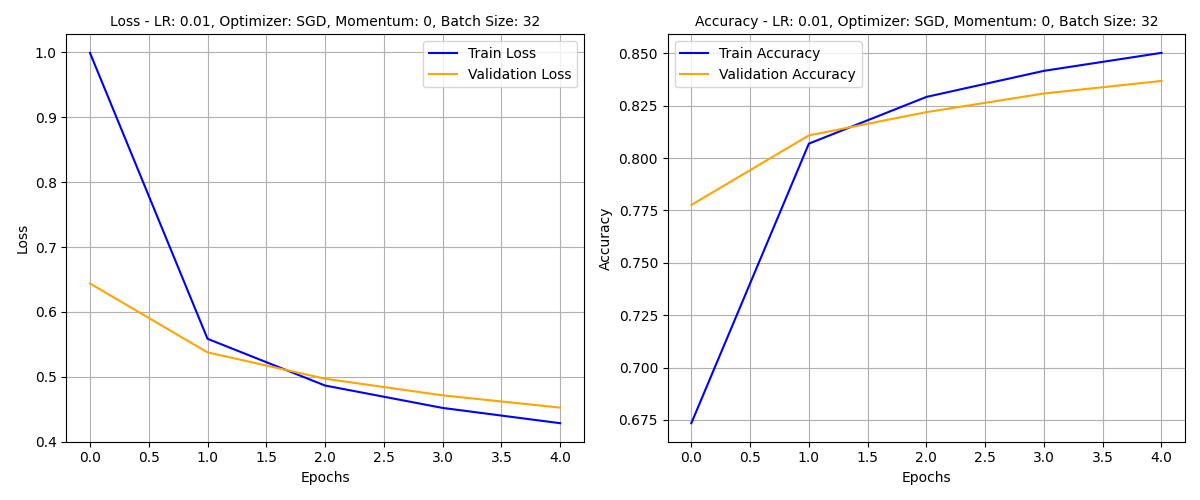 Loss - LR: 0.01, Optimizer: SGD, Momentum: 0, Batch Size: 32
Train Loss
Validation Loss
1.0
0.9
0.8
0.7
0.6
0.5
0.4
Loss
0.0 0.5 1.0 1.5 2.0 2.5 3.0 3.5 4.0
Epochs
Accuracy - LR: 0.01, Optimizer: SGD, Momentum: 0, Batch Size: 32
Train Accuracy
Validation Accuracy
0.850
0.825
0.800
0.775
0.750
0.725
0.700
0.675
Accuracy
0.0 0.5 1.0 1.5 2.0 2.5 3.0 3.5 4.0
Epochs